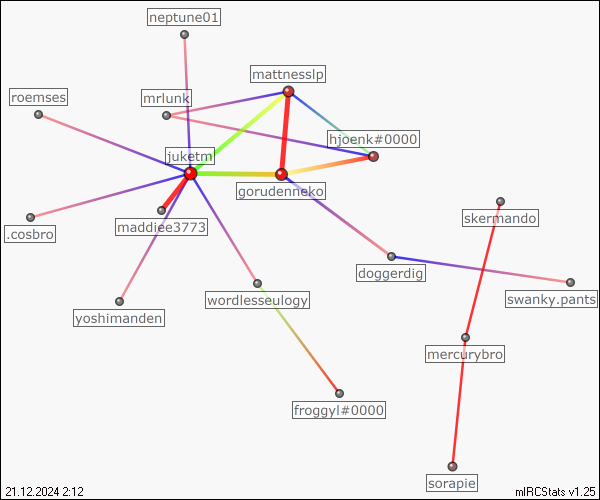 neptune01
mattnesslp
roemses
mrlunk
hjoenk#0000
juketm
gorudenneko
skermando
maddiee3773
.cosbro
doggerdig
wordlesseulogy
swanky.pants
yoshimanden
mercurybro
froggyl#0000
sorapie
21.12.2024 2:12
mIRCStats v1.25